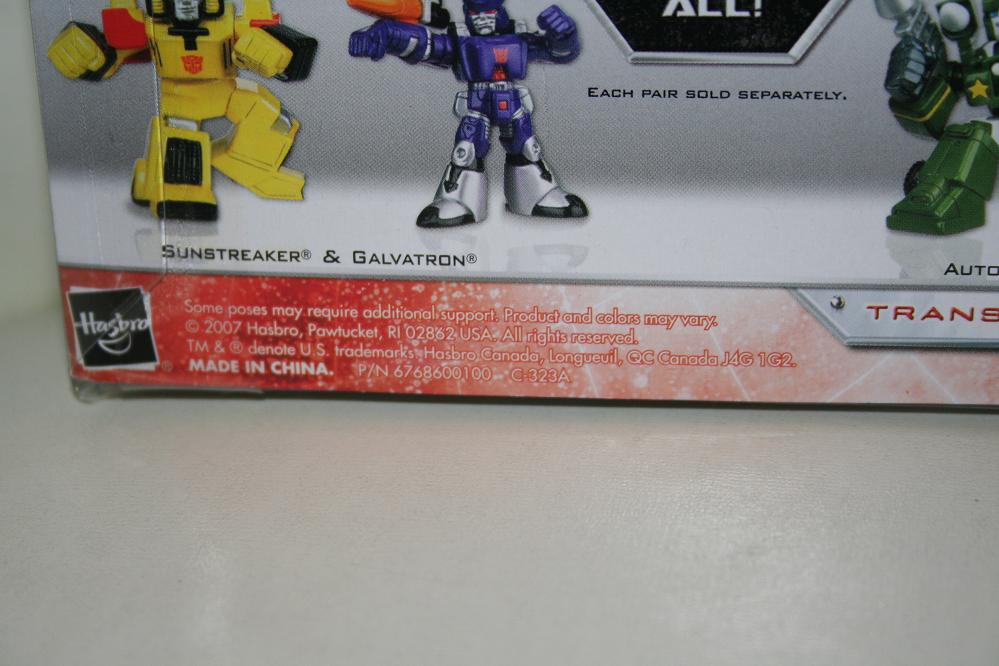 ALL!
EACH PAIR SOLD SEPARATELY.
SUNSTREAKER® & GALVATRON®
AUTO
Hasbro
®
Some poses may require additional support. Product and colors may vary.
© 2007 Hasbro, Pawtucket, RI 02862 USA. All rights reserved.
TM & ® denote U.S. trademarks. Hasbro Canada, Longueuil, QC Canada J4G 1G2.
MADE IN CHINA. P/N 6768600100 C-323A
TRANS